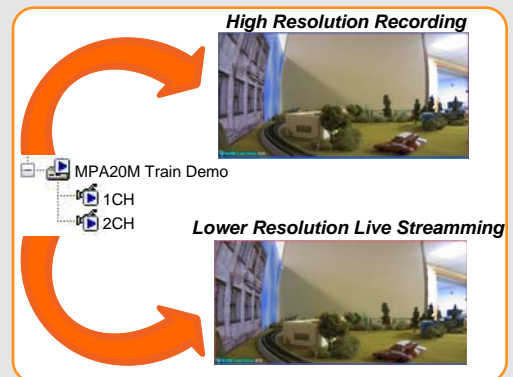 High Resolution Recording
MPA20M Train Demo
1CH
2CH
Lower Resolution Live Streamming